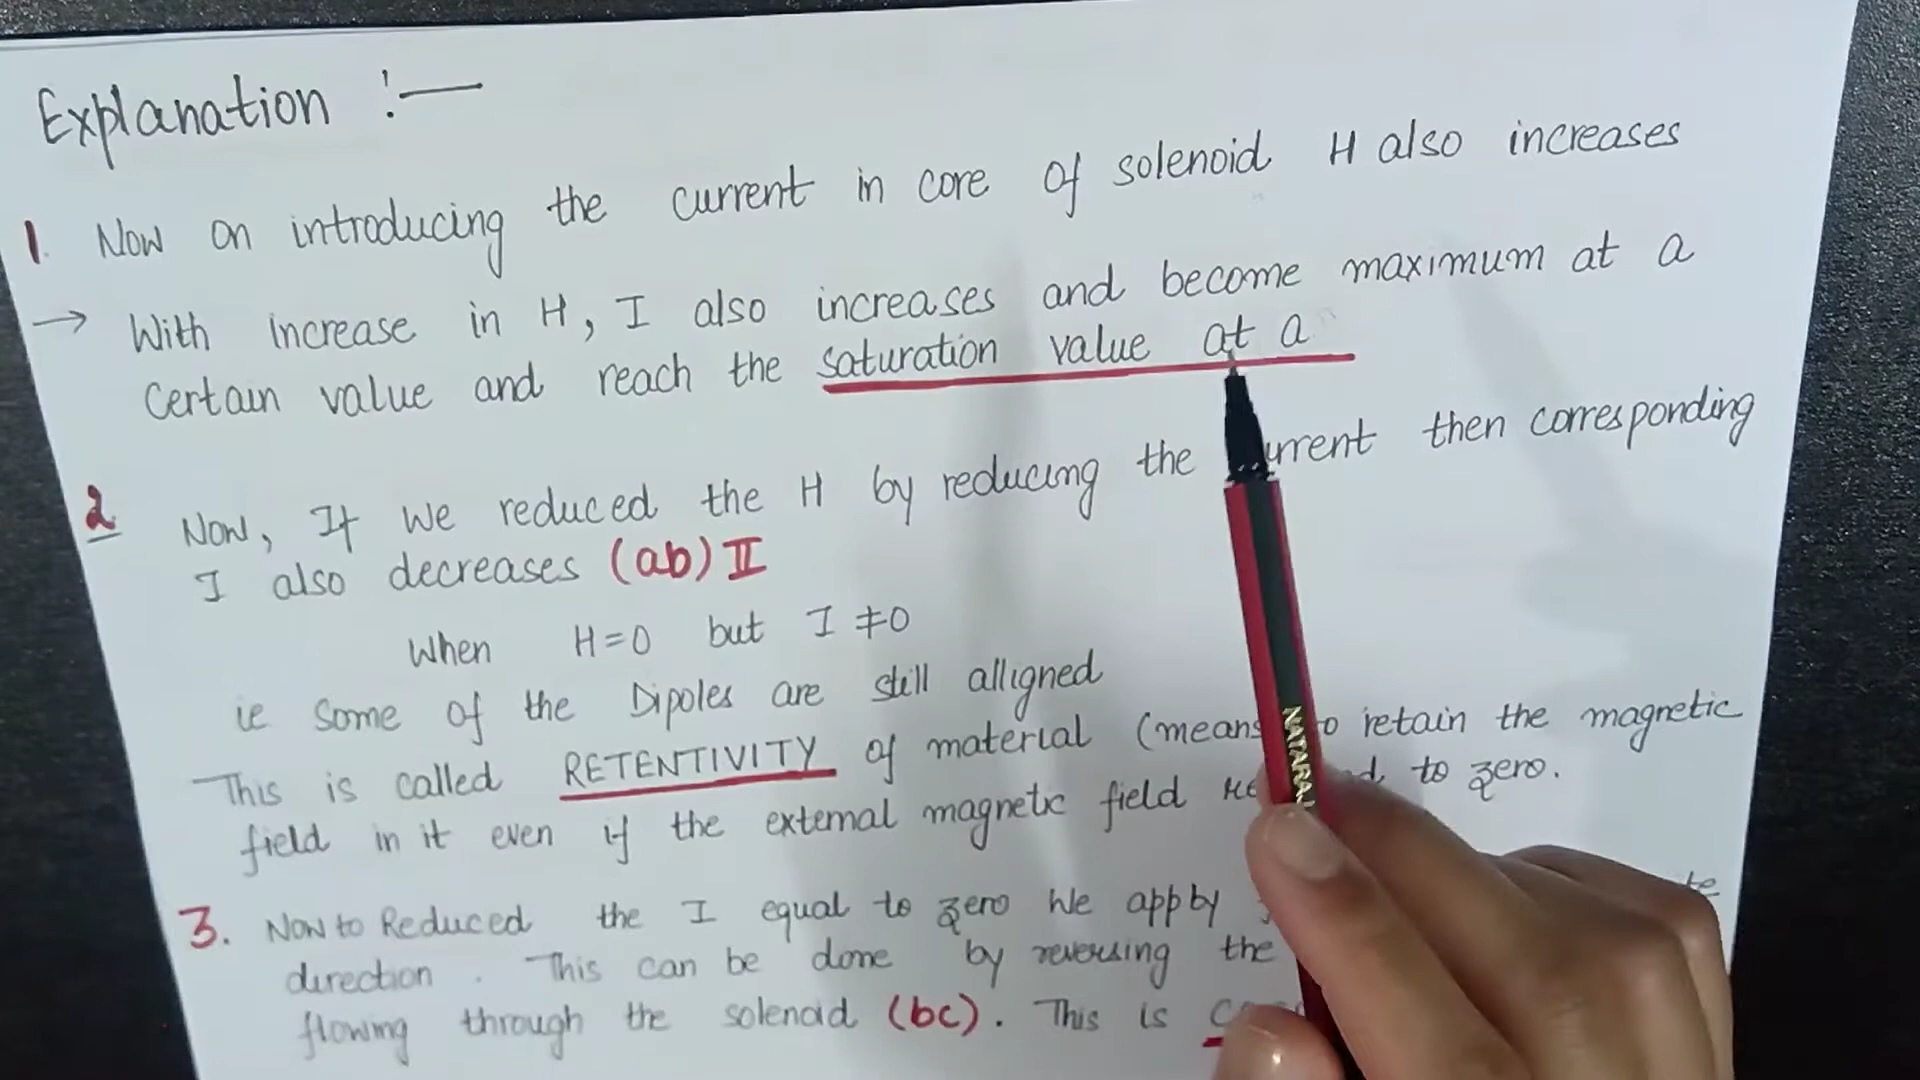 Explanation :—
1. Now on introducing the current in core of solenoid H also increases
→ With increase in H, I also increases and become maximum at a
certain value and reach the saturation value at a
2 Now, If we reduced the H by reducing the urrent then corresponding
I also decreases (ab) II
When H=0 but I ≠0
ie some of the Dipoles are still alligned
This is called RETENTIVITY of material (means to retain the magnetic
field in it even if the external magnetic field to zero.
3. Now to Reduced the I equal to zero We appby
direction . This can be done by reversing the
flowing through the solenoid (bc). This is
NATARAJ